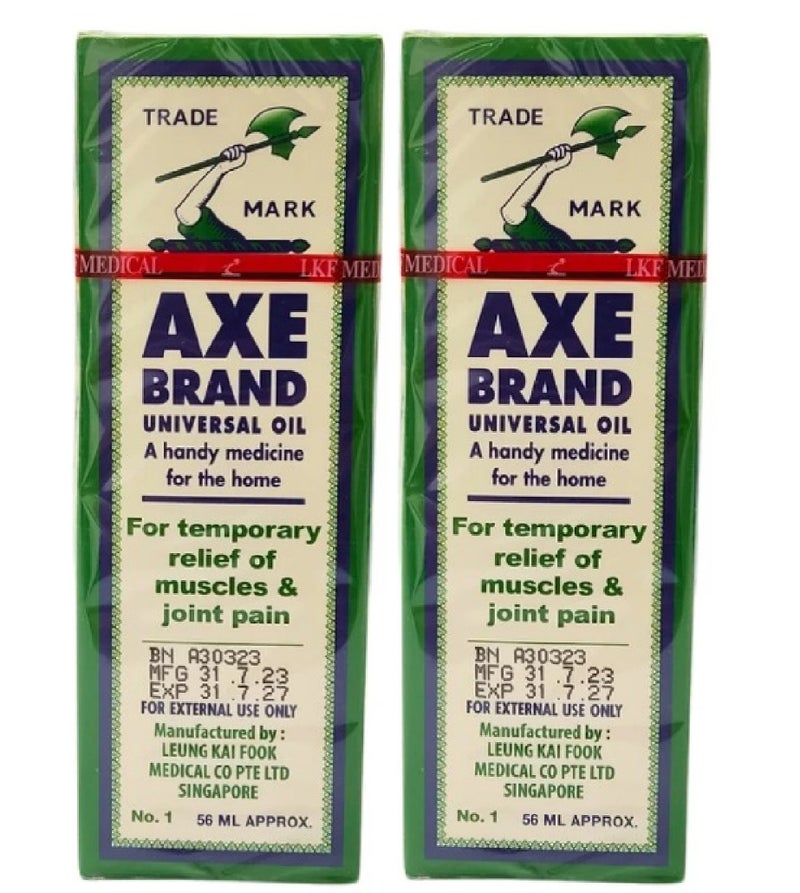 TRADE
MARK
MEDICAL LKF MED
AXE
BRAND
UNIVERSAL OIL
A handy medicine
for the home
For temporary
relief of
muscles &
joint pain
BN A30323
MFG 31.7.23
EXP 31.7.27
FOR EXTERNAL USE ONLY
Manufactured by :
LEUNG KAI FOOK
MEDICAL CO PTE LTD
SINGAPORE
No. 1 56 ML APPROX.
TRADE
MARK
FMEDICAL LKF MED
AXE
BRAND
UNIVERSAL OIL
A handy medicine
for the home
For temporary
relief of
muscles &
joint pain
BN A30323
MFG 31.7.23
EXP 31.7.27
FOR EXTERNAL USE ONLY
Manufactured by :
LEUNG KAI FOOK
MEDICAL CO PTE LTD
SINGAPORE
No. 1 56 ML APPROX.